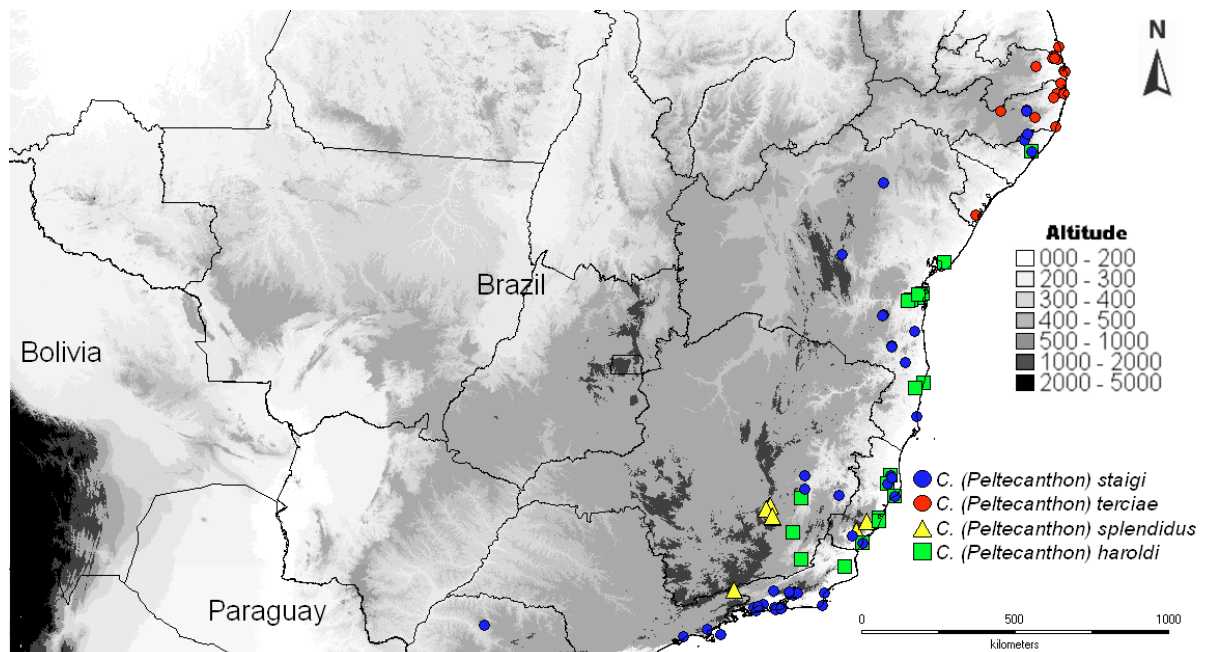 N
Altitude
000 - 200
200 - 300
300 - 400
400 - 500
500 - 1000
1000 - 2000
2000 - 5000
Brazil
Bolivia
Paraguay
C. (Peltecanthon) staigi
C. (Peltecanthon) terciae
C. (Peltecanthon) splendidus
C. (Peltecanthon) haroldi
0 500 1000
kilometers